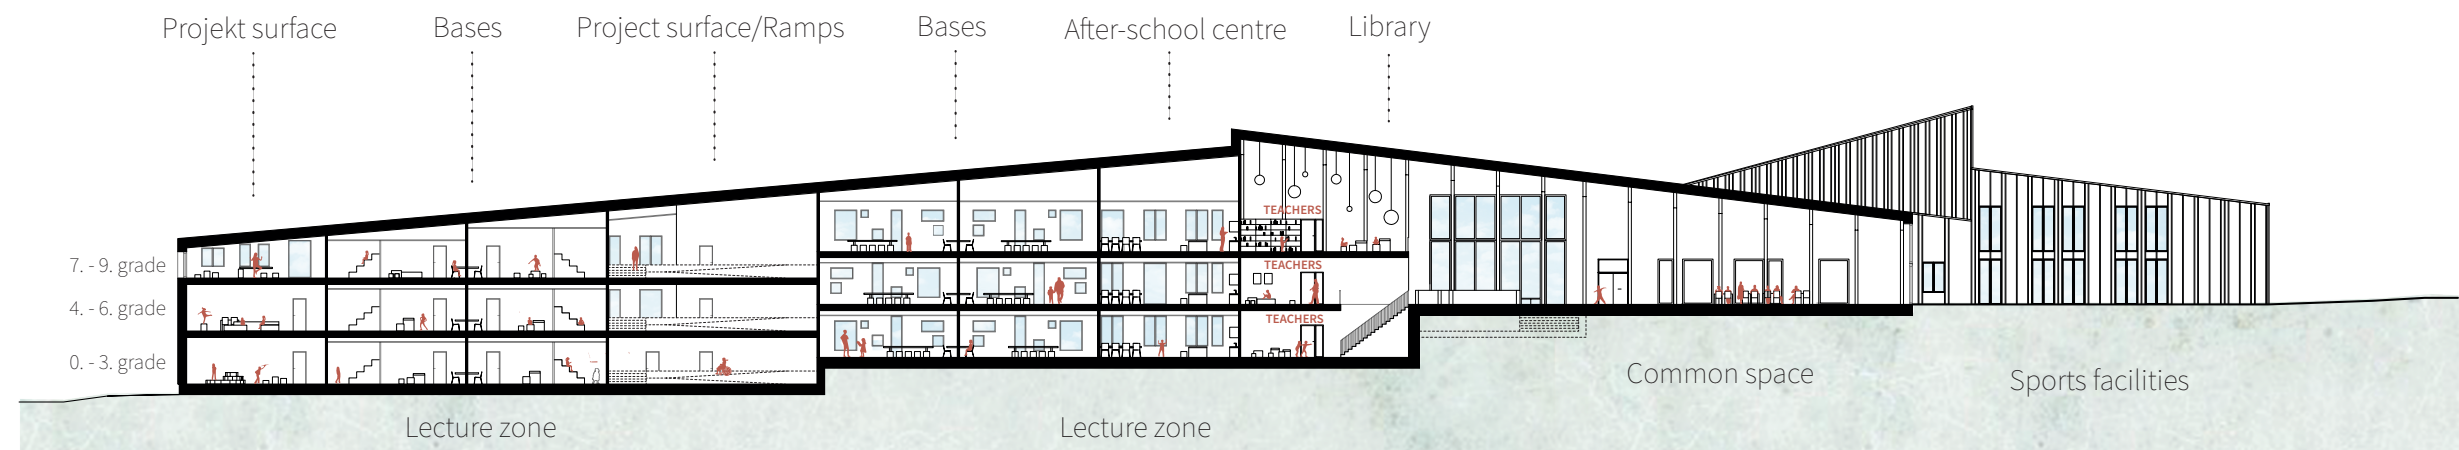 Projekt surface
Bases
Project surface/Ramps
Bases
After-school centre
Library
TEACHERS
7. - 9. grade
TEACHERS
4. - 6. grade
TEACHERS
0. - 3. grade
Common space
Sports facilities
Lecture zone
Lecture zone